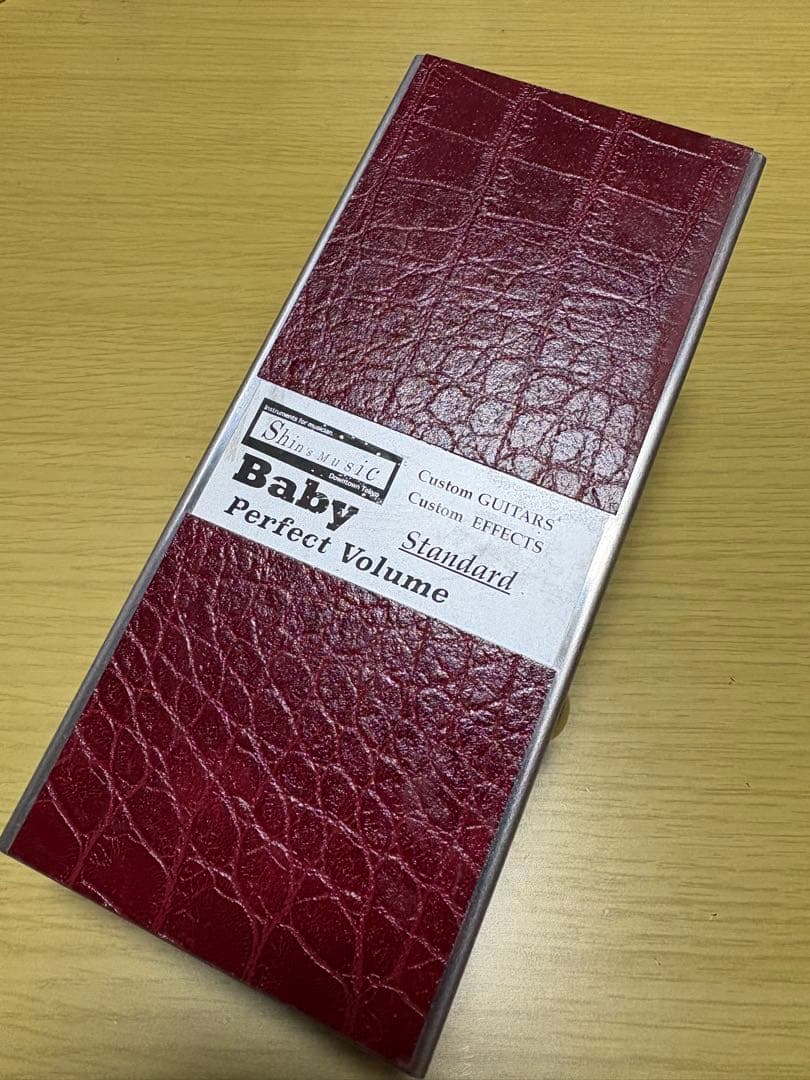 Instruments for musician.
Shin's Music
Downtown Tokyo
Baby
Perfect Volume
Custom GUITARS
Custom EFFECTS
Standard